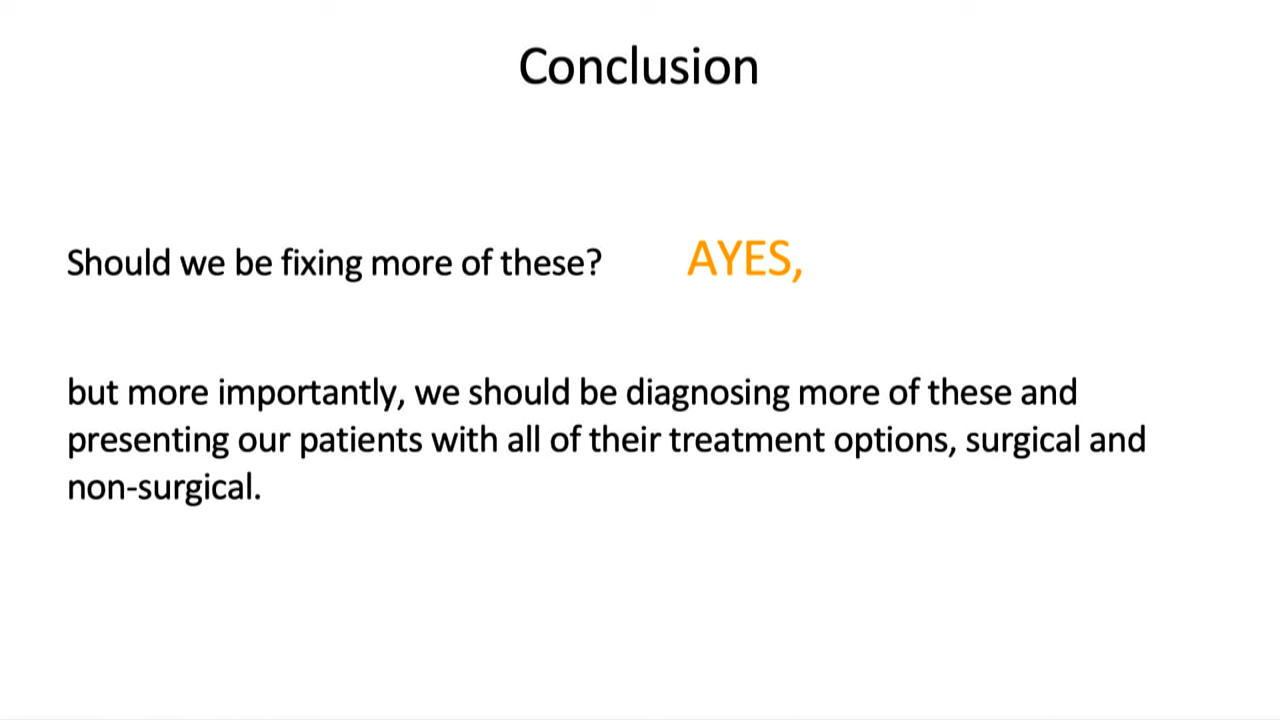 Conclusion
Should we be fixing more of these? AYES,
but more importantly, we should be diagnosing more of these and
presenting our patients with all of their treatment options, surgical and
non-surgical.